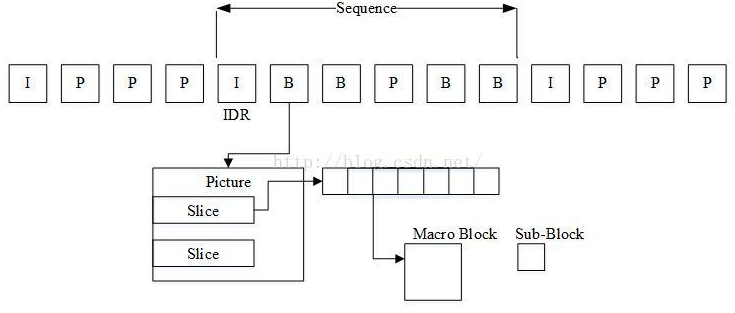 Sequence
I P P P I B B P B B I P P P
IDR
http://blog.csdn.net/
Picture
Slice
Slice
Macro Block Sub-Block